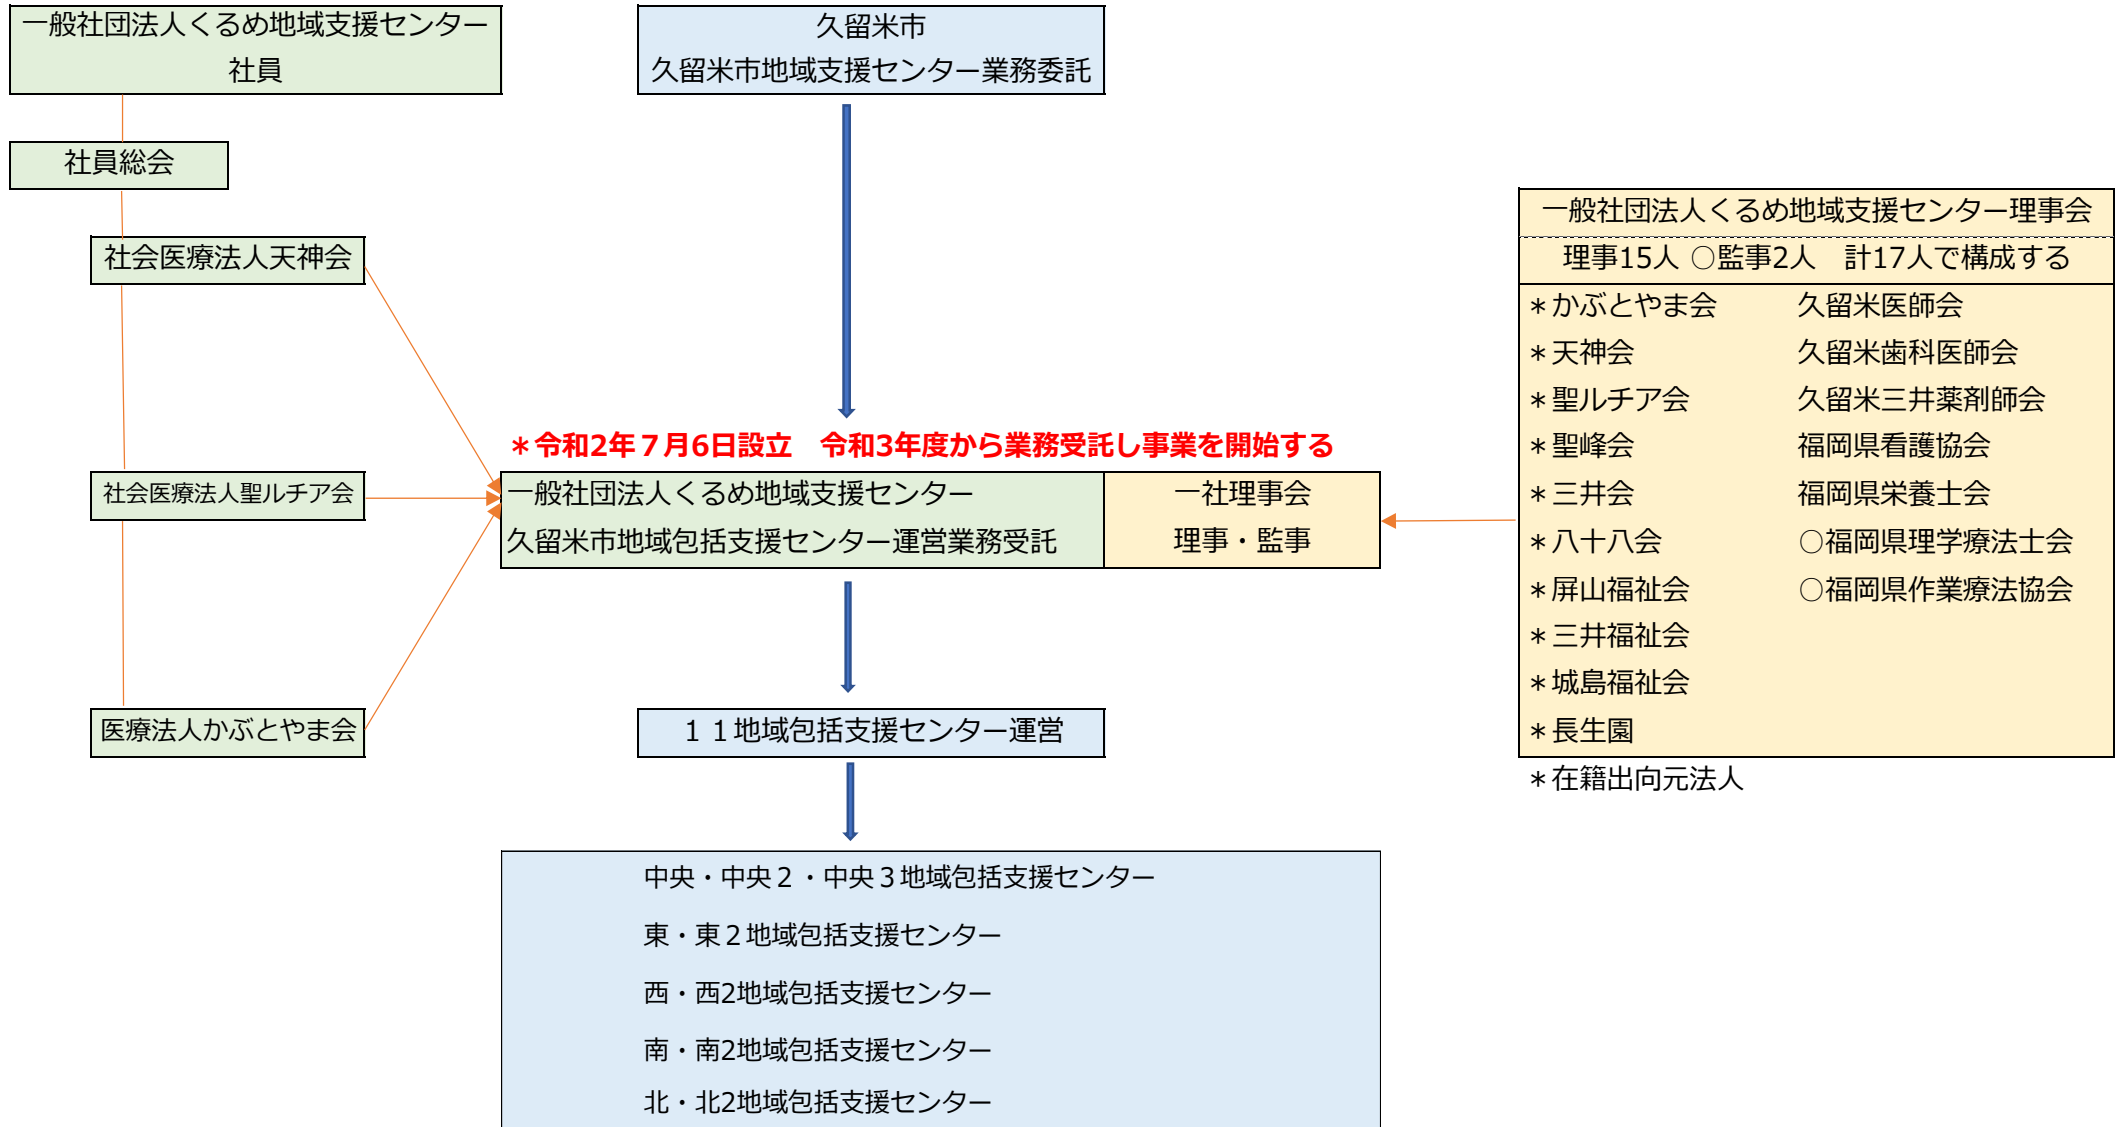 一般社団法人くるめ地域支援センター
社員
久留米市
久留米市地域支援センター業務委託
社員総会
社会医療法人天神会
社会医療法人聖ルチア会
医療法人かぶとやま会
＊令和2年７月6日設立　令和3年度から業務受託し事業を開始する
一般社団法人くるめ地域支援センター
久留米市地域包括支援センター運営業務受託
一社理事会
理事・監事
一般社団法人くるめ地域支援センター理事会
理事15人 ○監事2人　計17人で構成する
＊かぶとやま会　久留米医師会
＊天神会　久留米歯科医師会
＊聖ルチア会　久留米三井薬剤師会
＊聖峰会　福岡県看護協会
＊三井会　福岡県栄養士会
＊八十八会　○福岡県理学療法士会
＊屏山福祉会　○福岡県作業療法協会
＊三井福祉会
＊城島福祉会
＊長生園
＊在籍出向元法人
１１地域包括支援センター運営
中央・中央２・中央３地域包括支援センター
東・東２地域包括支援センター
西・西2地域包括支援センター
南・南2地域包括支援センター
北・北2地域包括支援センター